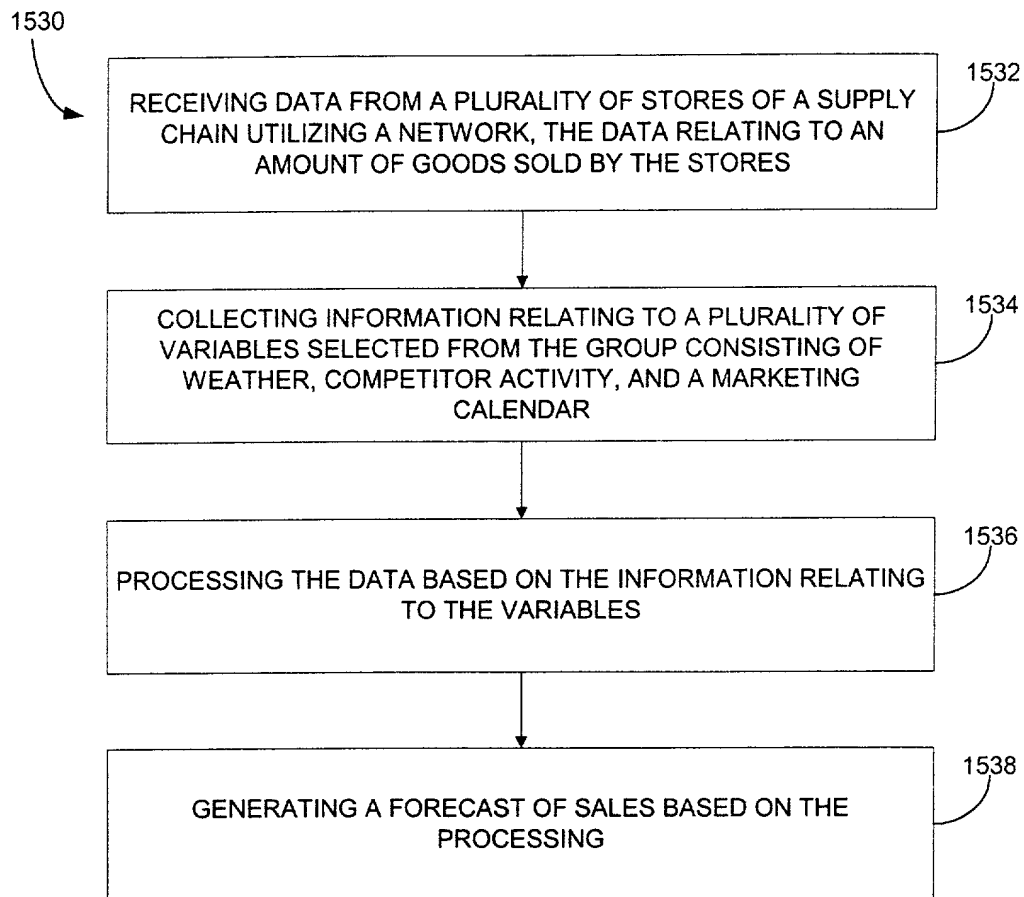 1530
RECEIVING DATA FROM A PLURALITY OF STORES OF A SUPPLY
CHAIN UTILIZING A NETWORK, THE DATA RELATING TO AN
AMOUNT OF GOODS SOLD BY THE STORES
1532
COLLECTING INFORMATION RELATING TO A PLURALITY OF
VARIABLES SELECTED FROM THE GROUP CONSISTING OF
WEATHER, COMPETITOR ACTIVITY, AND A MARKETING
CALENDAR
1534
PROCESSING THE DATA BASED ON THE INFORMATION RELATING
TO THE VARIABLES
1536
GENERATING A FORECAST OF SALES BASED ON THE
PROCESSING
1538